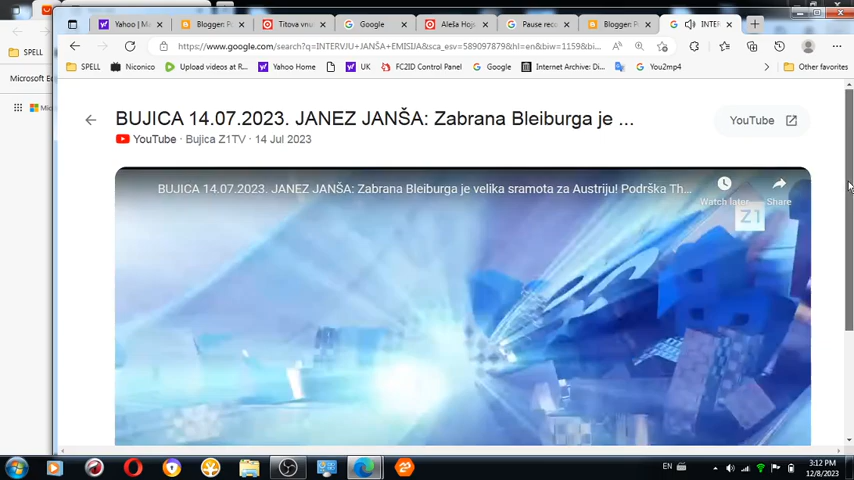 Yahoo | Ma
Blogger: Po
Titova vnu
Google
Aleša Hoj
Pause reco
Blogger: P
INTER
https://www.google.com/search?q=INTERVJU+JANŠA+EMISIJA&sca_esv=589097879&hl=en&biw=1159&bi...
SPELL
SPELL
Niconico
Upload videos at R...
Yahoo Home
UK
FC2ID Control Panel
Google
Internet Archive: Di...
You2mp4
Other favorites
Microsoft Ed
BUJICA 14.07.2023. JANEZ JANŠA: Zabrana Bleiburga je ...
YouTube
YouTube · Bujica Z1TV · 14 Jul 2023
BUJICA 14.07.2023. JANEZ JANŠA: Zabrana Bleiburga je velika sramota za Austriju! Podrška Th...
Watch later
Share
Z1
EN
3:12 PM
12/8/2023